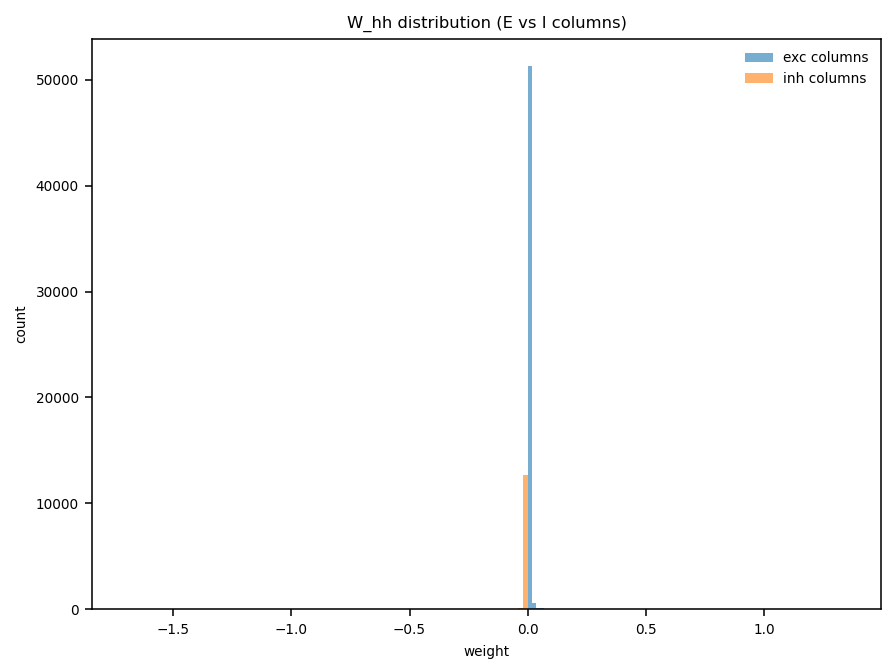 W_hh distribution (E vs I columns)
exc columns
inh columns
50000
40000
30000
20000
10000
0
count
−1.5 −1.0 −0.5 0.0 0.5 1.0
weight